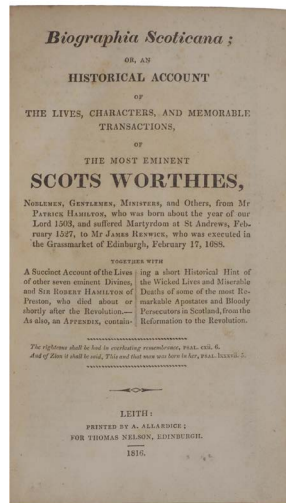 Biographia Scoticana;
OR, AN
HISTORICAL ACCOUNT
OF
THE LIVES, CHARACTERS, AND MEMORABLE
TRANSACTIONS,
OF
THE MOST EMINENT
SCOTS WORTHIES,
NOBLEMEN, GENTLEMEN, MINISTERS, and Others, from Mr
PATRICK HAMILTON, who was born about the year of our
Lord 1503, and suffered Martyrdom at St Andrews, Feb-
ruary 1527, to Mr JAMES RENWICK, who was executed in
the Grassmarket of Edinburgh, February 17, 1688.
TOGETHER WITH
A Succinct Account of the Lives
of other seven eminent Divines,
and SIR ROBERT HAMILTON of
Preston, who died about or
shortly after the Revolution.—
As also, an APPENDIX, contain-
ing a short Historical Hint of
the Wicked Lives and Miserable
Deaths of some of the most Re-
markable Apostates and Bloody
Persecutors in Scotland, from the
Reformation to the Revolution.
The righteous shall be had in everlasting remembrance, PSAL. cxii. 6.
And of Zion it shall be said, This and that man was born in her, PSAL. lxxxvii. 5.
LEITH:
PRINTED BY A. ALLARDICE;
FOR THOMAS NELSON, EDINBURGH.
1816.